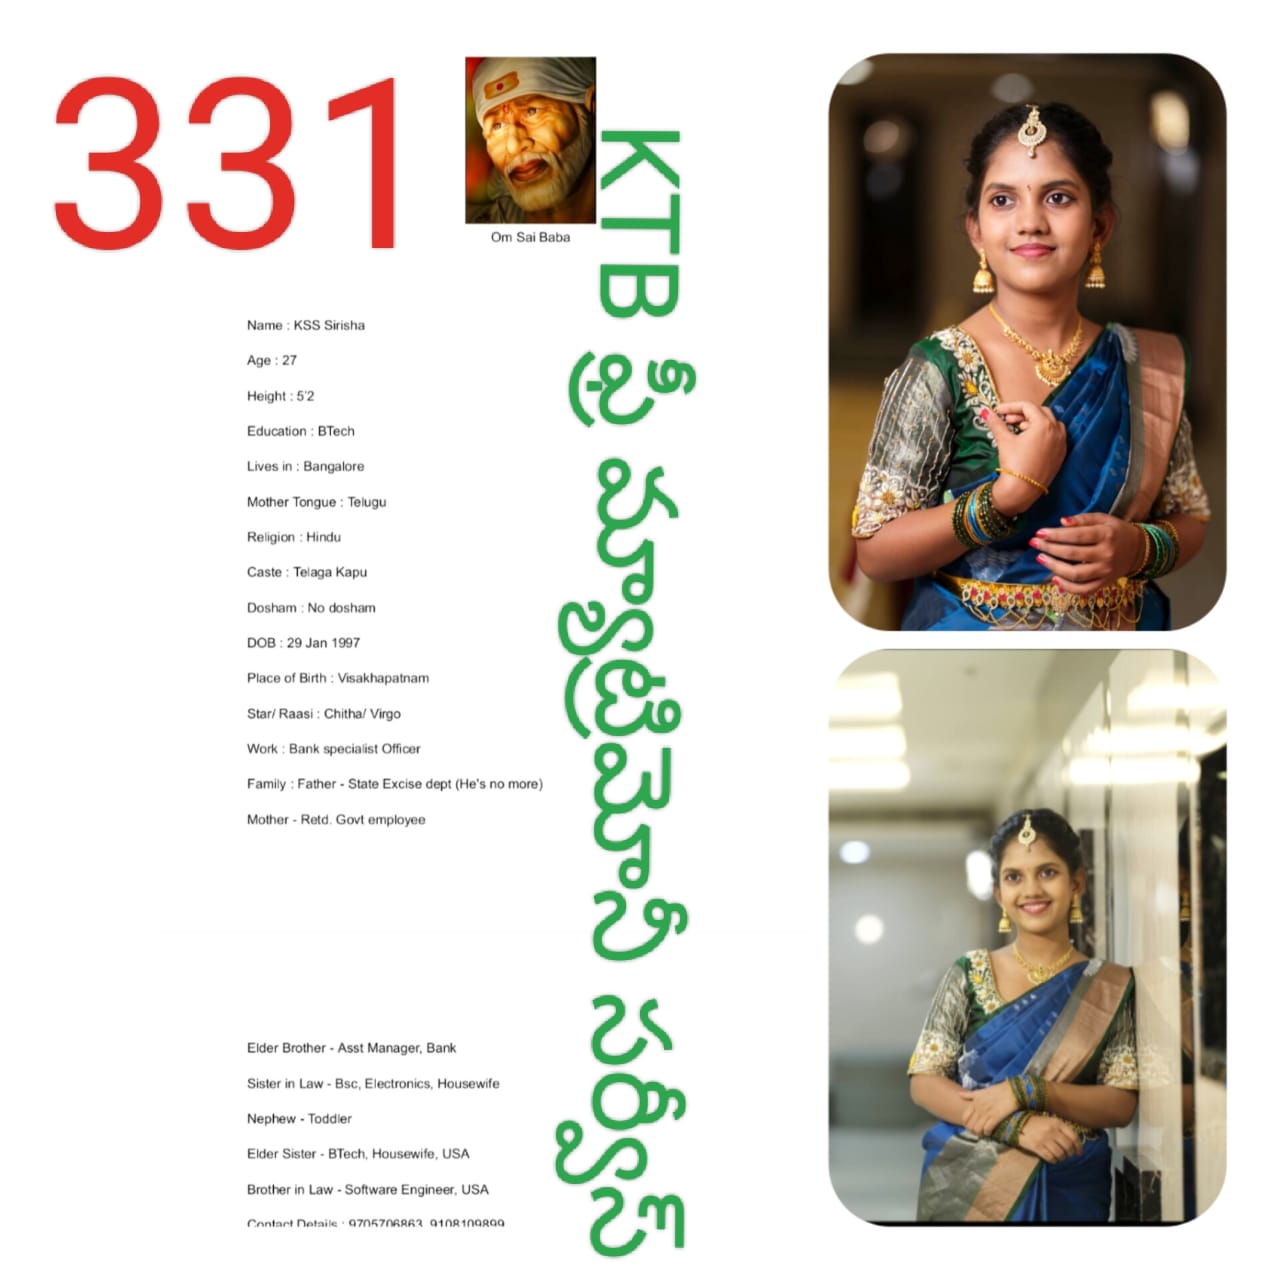 331
Om Sai Baba
KTB శ్రీ మ్యాట్రిమోనీ సర్వీస్
Name : KSS Sirisha
Age : 27
Height : 5'2
Education : BTech
Lives in : Bangalore
Mother Tongue : Telugu
Religion : Hindu
Caste : Telaga Kapu
Dosham : No dosham
DOB : 29 Jan 1997
Place of Birth : Visakhapatnam
Star/ Raasi : Chitha/ Virgo
Work : Bank specialist Officer
Family : Father - State Excise dept (He's no more)
Mother - Retd. Govt employee
Elder Brother - Asst Manager, Bank
Sister in Law - Bsc, Electronics, Housewife
Nephew - Toddler
Elder Sister - BTech, Housewife, USA
Brother in Law - Software Engineer, USA
Contact Details : 9705706863, 9108109899